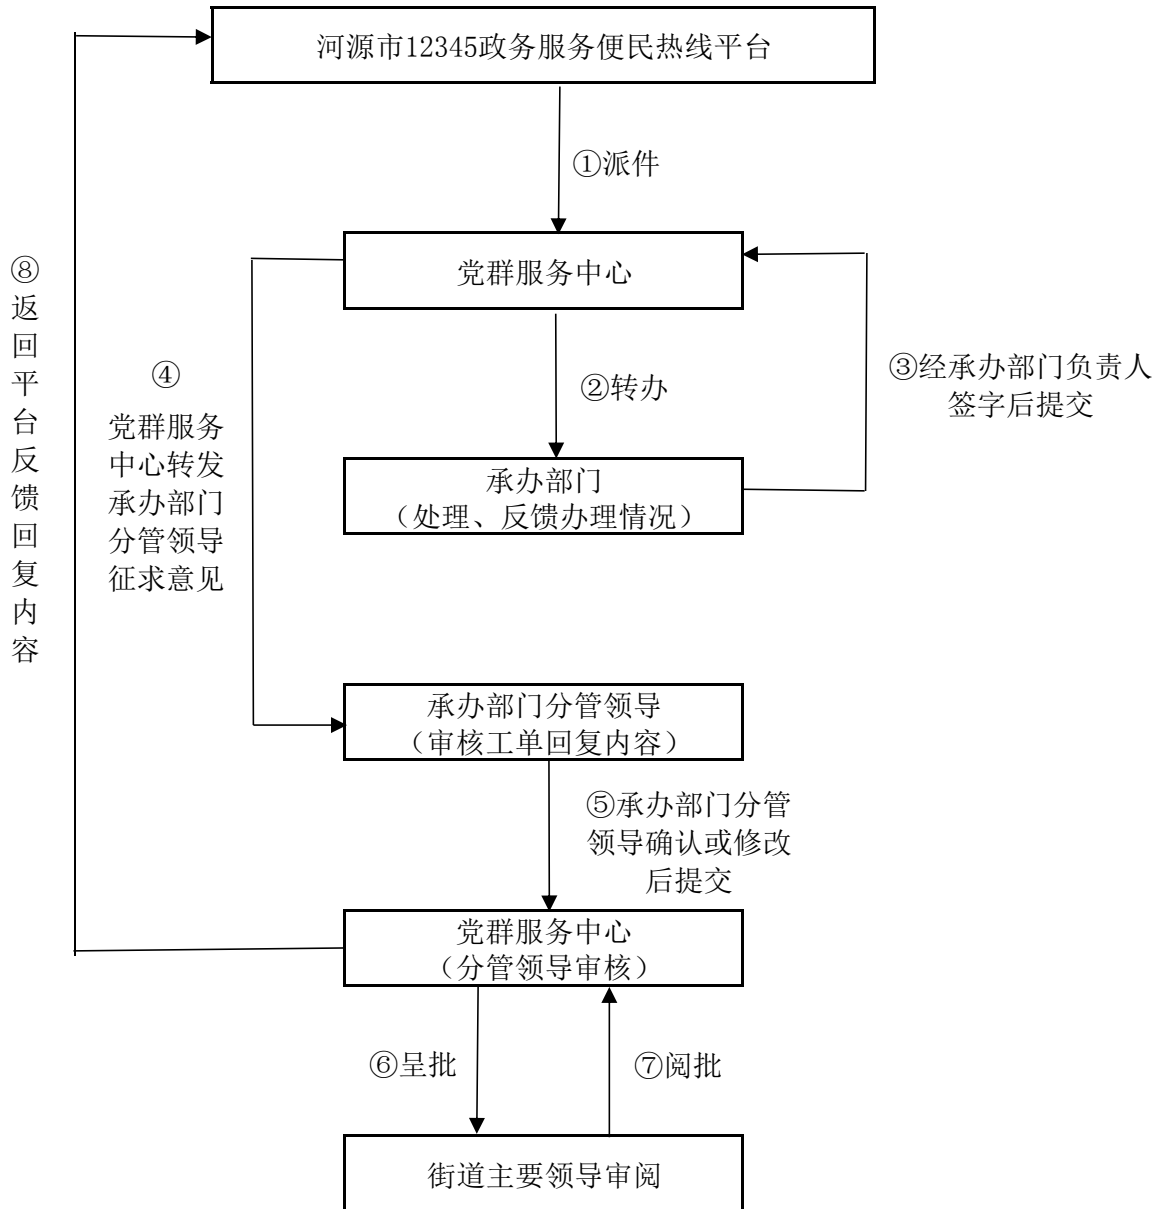 河源市12345政务服务便民热线平台
①派件
党群服务中心
②转办
③经承办部门负责人
签字后提交
承办部门
（处理、反馈办理情况）
④
党群服务
中心转发
承办部门
分管领导
征求意见
⑧
返
回
平
台
反
馈
回
复
内
容
承办部门分管领导
（审核工单回复内容）
⑤承办部门分管
领导确认或修改
后提交
党群服务中心
（分管领导审核）
⑥呈批
⑦阅批
街道主要领导审阅